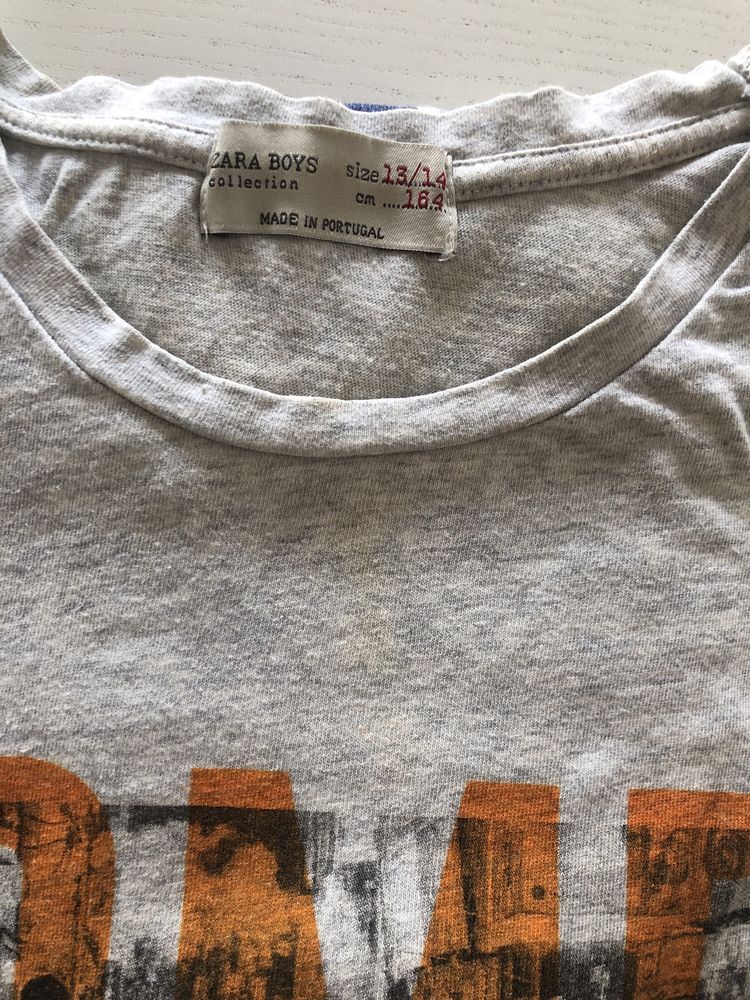 ZARA BOYS
collection
size 13/14
cm ....164
MADE IN PORTUGAL